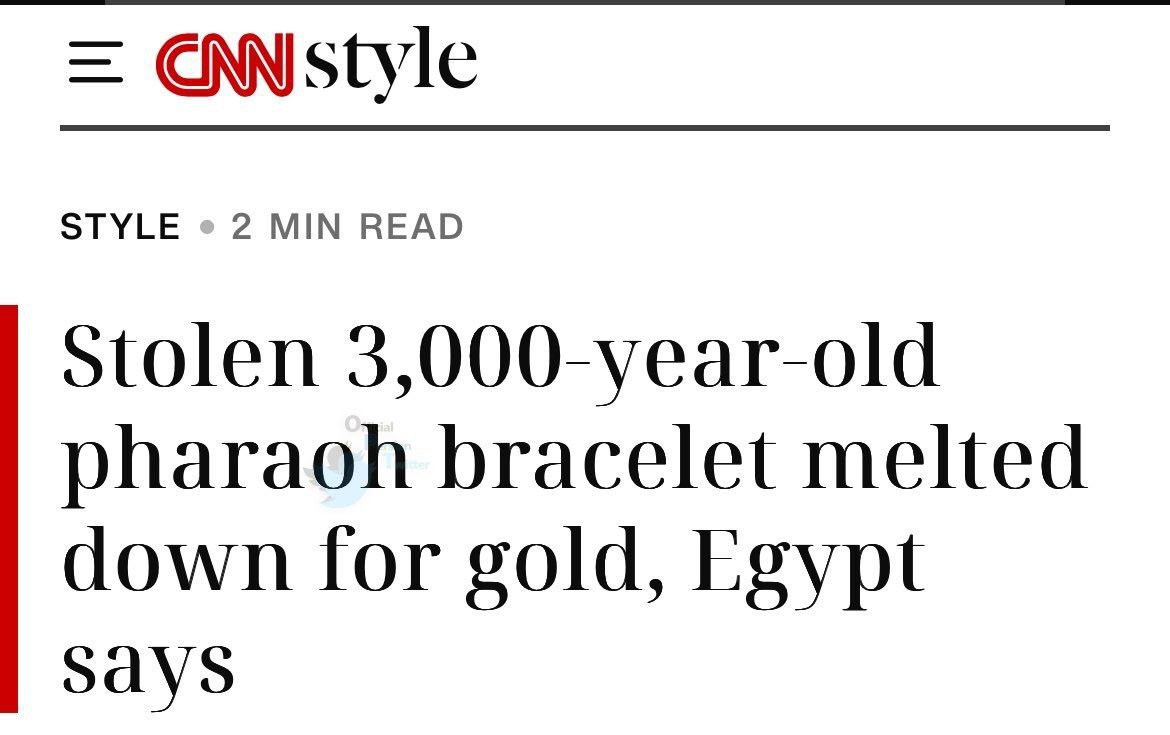 CNN style
STYLE • 2 MIN READ
Stolen 3,000-year-old
pharaoh bracelet melted
down for gold, Egypt
says